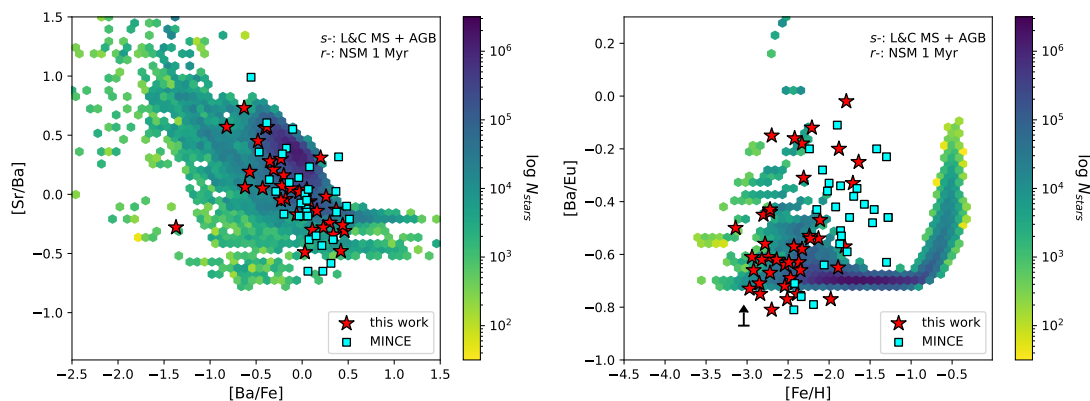 s-: L&C MS + AGB
r-: NSM 1 Myr
[Sr/Ba]
1.5
1.0
0.5
0.0
−0.5
−1.0
−2.5
−2.0
−1.5
−1.0
−0.5
0.0
0.5
1.0
1.5
[Ba/Fe]
this work
MINCE
10⁶
10⁵
10⁴
10³
10²
log Nstars
s-: L&C MS + AGB
r-: NSM 1 Myr
[Ba/Eu]
0.2
0.0
−0.2
−0.4
−0.6
−0.8
−1.0
−4.5
−4.0
−3.5
−3.0
−2.5
−2.0
−1.5
−1.0
−0.5
[Fe/H]
this work
MINCE
10⁶
10⁵
10⁴
10³
10²
log Nstars